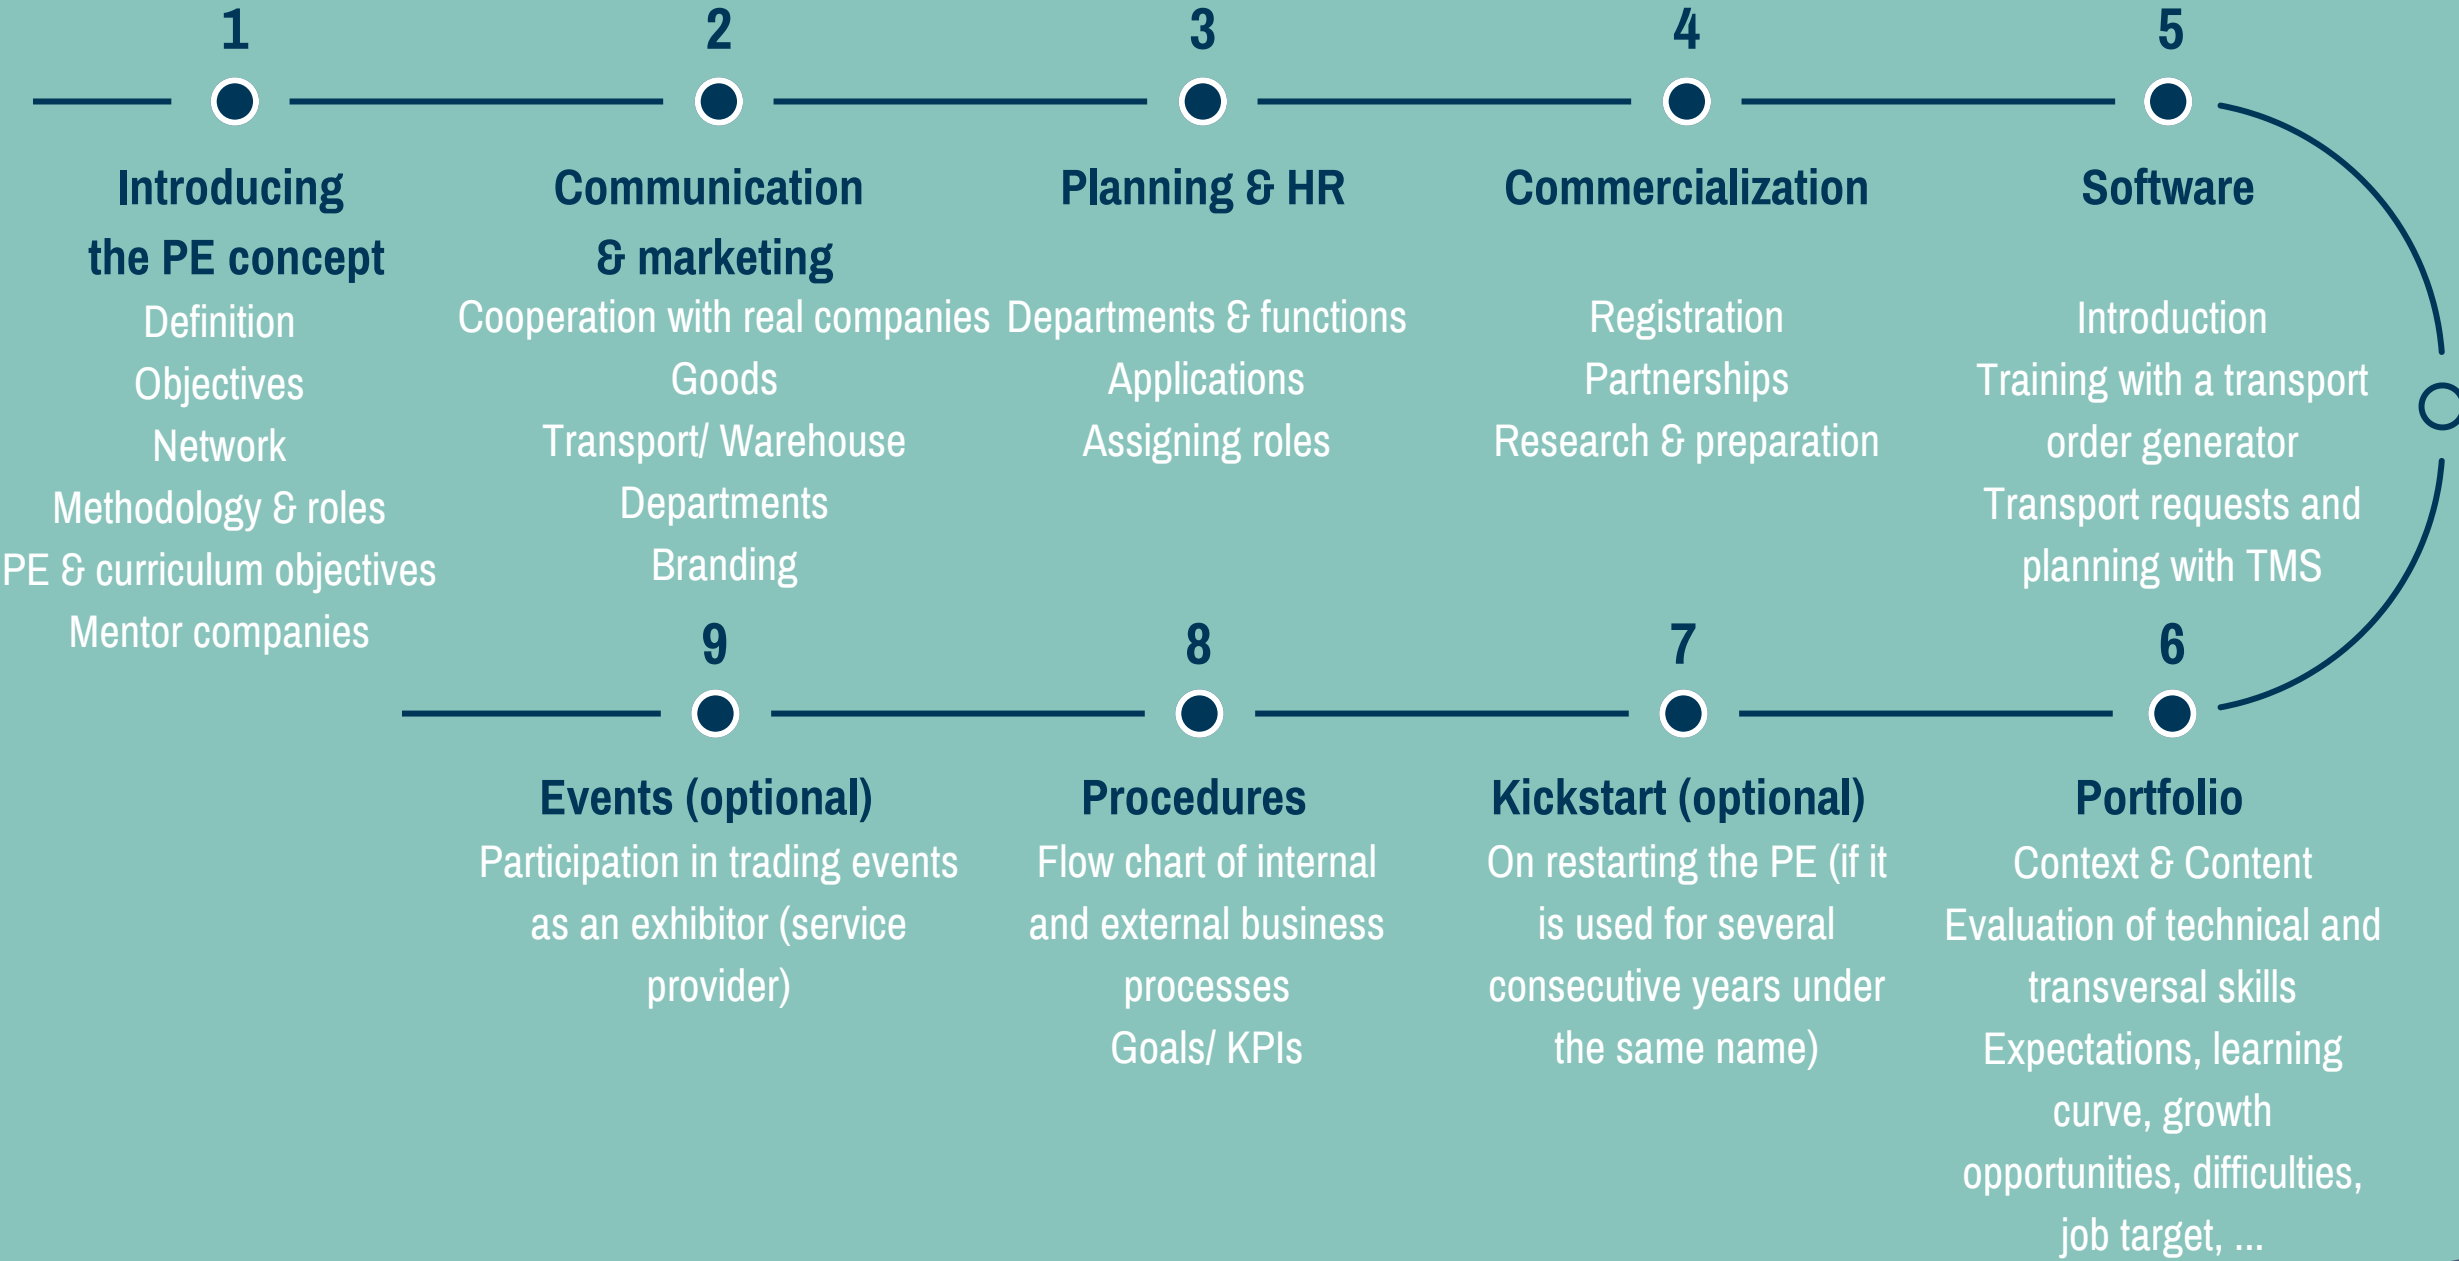 1
Introducing
the PE concept
Definition
Objectives
Network
Methodology & roles
PE & curriculum objectives
Mentor companies
2
Communication
& marketing
Cooperation with real companies
Goods
Transport/ Warehouse
Departments
Branding
3
Planning & HR
Departments & functions
Applications
Assigning roles
4
Commercialization
Registration
Partnerships
Research & preparation
5
Software
Introduction
Training with a transport
order generator
Transport requests and
planning with TMS
6
Portfolio
Context & Content
Evaluation of technical and
transversal skills
Expectations, learning
curve, growth
opportunities, difficulties,
job target, ...
7
Kickstart (optional)
On restarting the PE (if it
is used for several
consecutive years under
the same name)
8
Procedures
Flow chart of internal
and external business
processes
Goals/ KPIs
9
Events (optional)
Participation in trading events
as an exhibitor (service
provider)